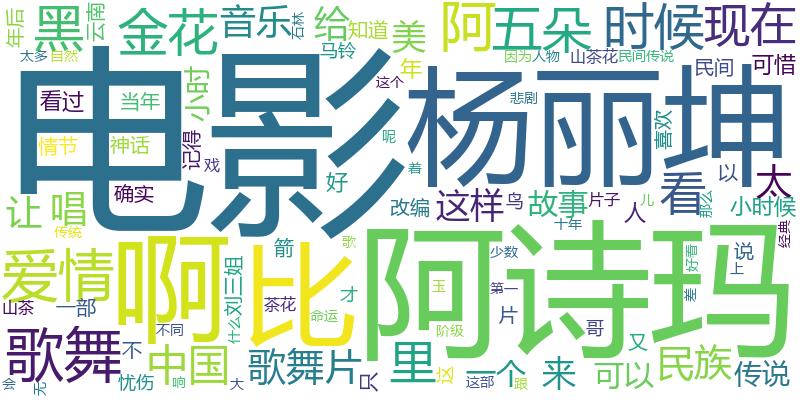 年后
黑
云南
金花
音乐
石林
给
知道
马铃
美
年
阿
五朵
因为
人物
山茶花
民间传说
时候
现在
可惜
民间
太多
自然
电影
杨丽坤
看过
当年
小时
这个
悲剧
喜欢
情节
神话
记得
呢
戏
着
确实
好
看
以
太
让
唱
传统
改编
这样
鸟
故事
片子
人
儿
那么
小时候
十年
经典
爱情
啊
比
箭
歌
阿诗玛
少数
好看
说
上
差
刘三姐
什么
茶花
才
玉
第一
命运
山茶
一部
不同
不
阶级
片
哥
又
歌舞
中国
歌舞片
只
里
这
一个
来
可以
民族
传说
会
无
忧伤
响
大
这部
跟